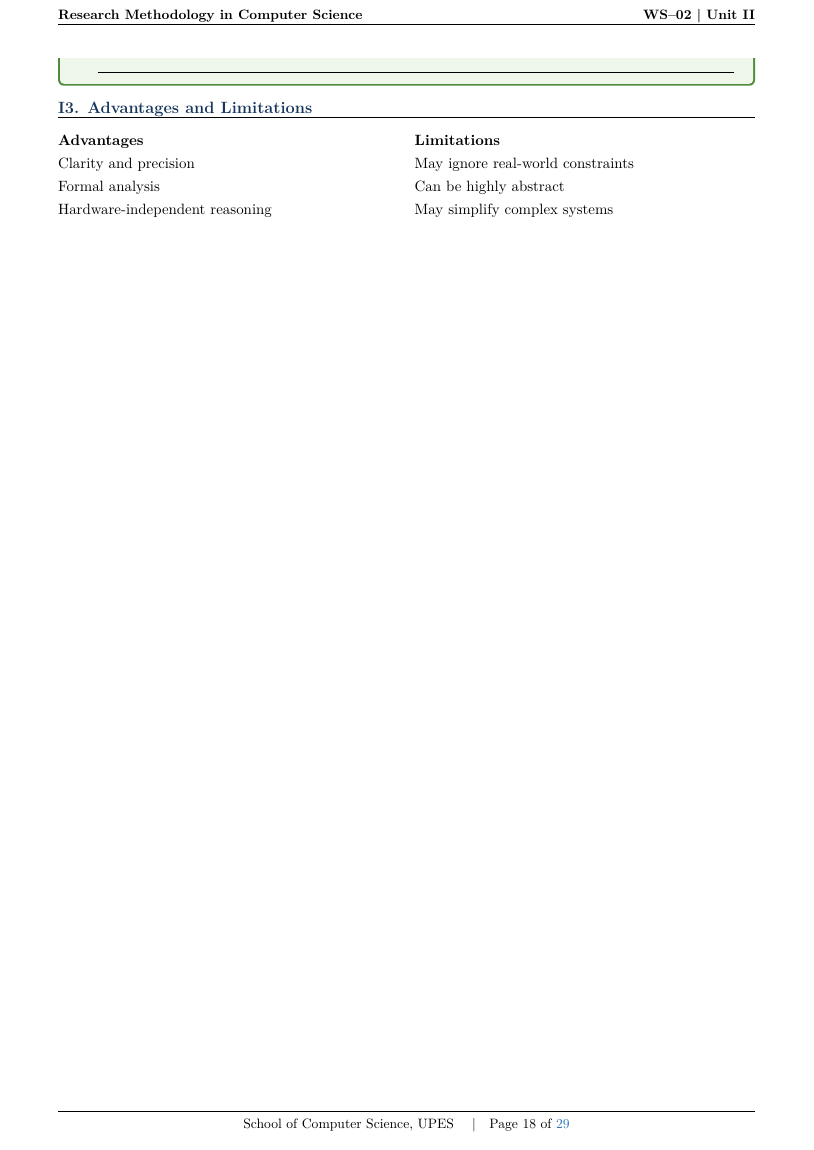 Research Methodology in Computer Science WS–02 | Unit II
I3. Advantages and Limitations
Advantages Limitations
Clarity and precision May ignore real-world constraints
Formal analysis Can be highly abstract
Hardware-independent reasoning May simplify complex systems
School of Computer Science, UPES | Page 18 of 29